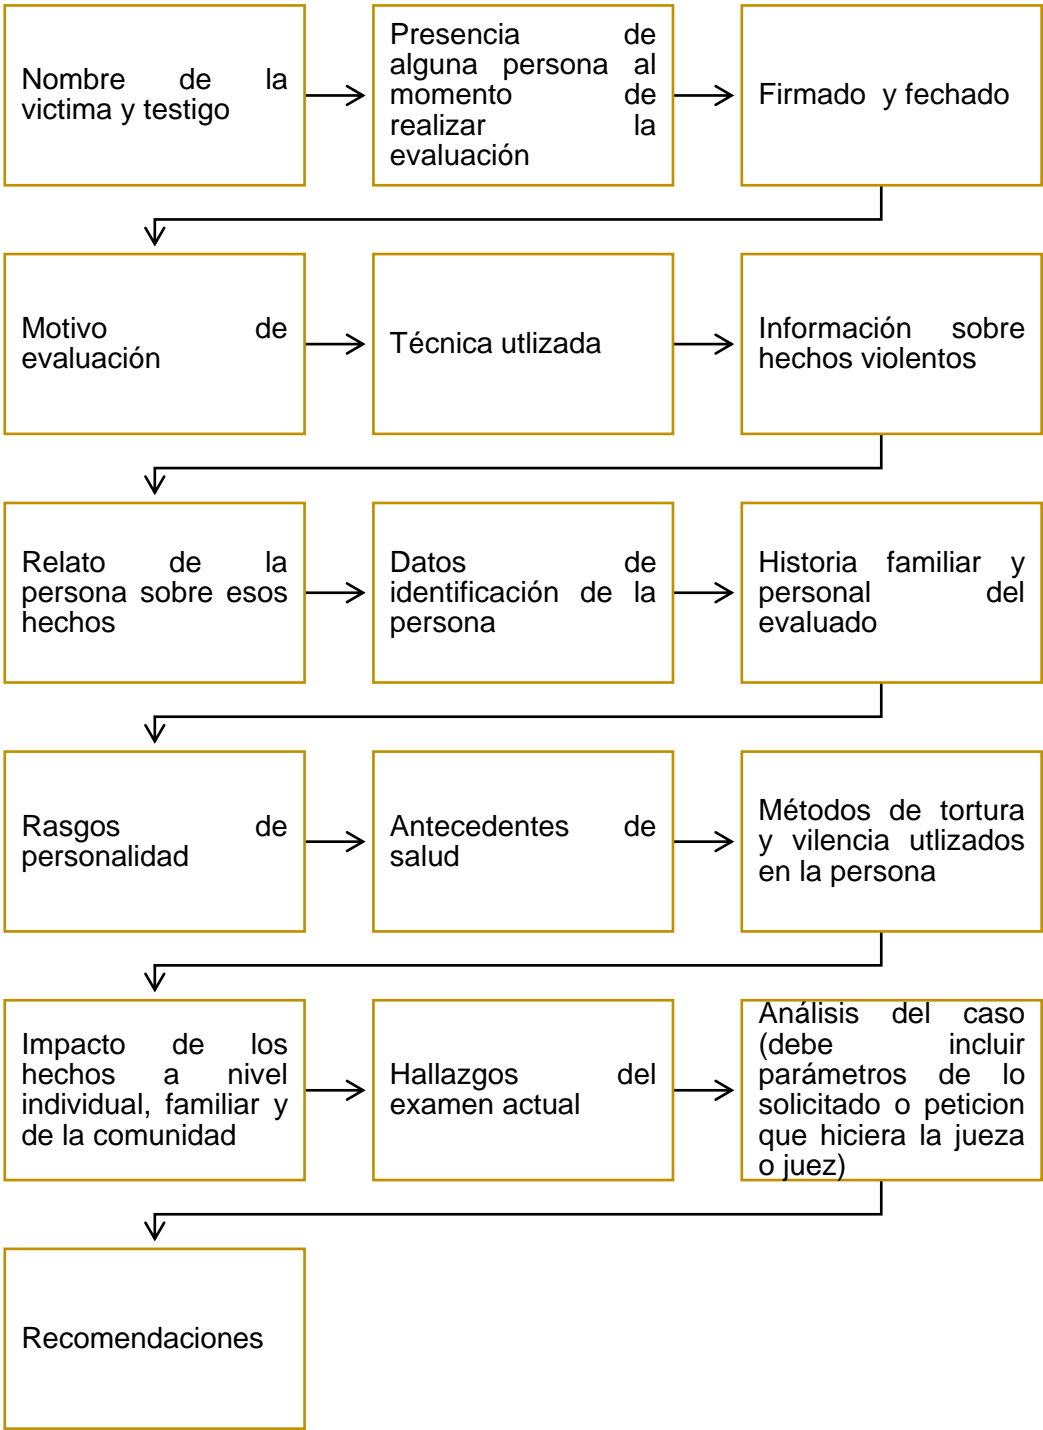 Nombre de la
victima y testigo
Presencia de
alguna persona al
momento de
realizar la
evaluación
Firmado y fechado
Motivo de
evaluación
Técnica utlizada
Información sobre
hechos violentos
Relato de la
persona sobre esos
hechos
Datos de
identificación de la
persona
Historia familiar y
personal del
evaluado
Rasgos de
personalidad
Antecedentes de
salud
Métodos de tortura
y vilencia utlizados
en la persona
Impacto de los
hechos a nivel
individual, familiar y
de la comunidad
Hallazgos del
examen actual
Análisis del caso
(debe incluir
parámetros de lo
solicitado o peticion
que hiciera la jueza
o juez)
Recomendaciones